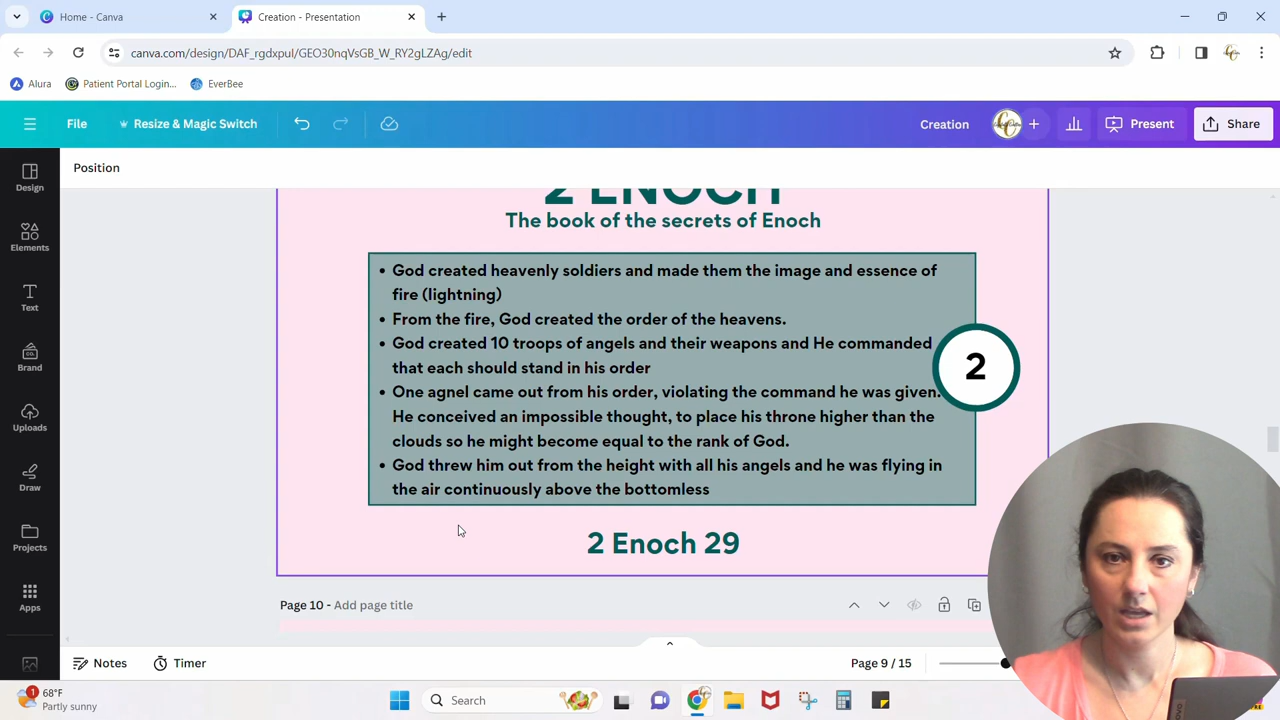 Home - Canva
Creation - Presentation
canva.com/design/DAF_rgdxpuI/GEO30nqVsGB_W_RY2gLZAg/edit
Alura
Patient Portal Login...
EverBee
File
Resize & Magic Switch
Creation
Present
Share
Position
Design
Elements
Text
Brand
Uploads
Draw
Projects
Apps
2 ENOCH
The book of the secrets of Enoch
• God created heavenly soldiers and made them the image and essence of
fire (lightning)
• From the fire, God created the order of the heavens.
• God created 10 troops of angels and their weapons and He commanded
that each should stand in his order
• One agnel came out from his order, violating the command he was given.
He conceived an impossible thought, to place his throne higher than the
clouds so he might become equal to the rank of God.
• God threw him out from the height with all his angels and he was flying in
the air continuously above the bottomless
2
2 Enoch 29
Page 10 - Add page title
Notes
Timer
Page 9 / 15
1
68°F
Partly sunny
Search